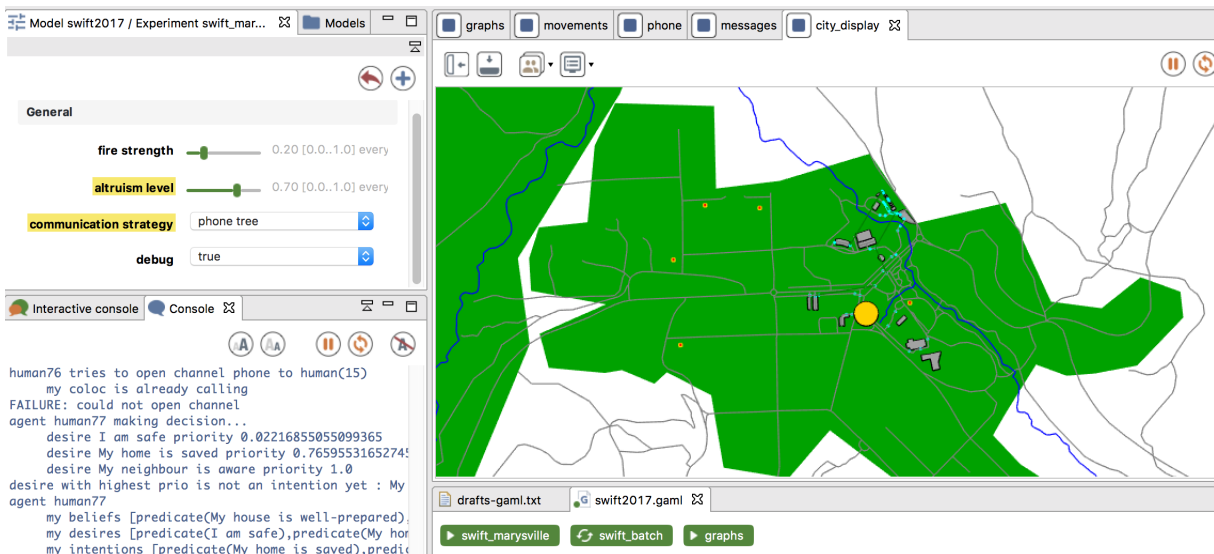 Model swift2017 / Experiment swift_mar...
Models
General
fire strength 0.20 [0.0..1.0] every
altruism level 0.70 [0.0..1.0] every
communication strategy phone tree
debug true
Interactive console
Console
human76 tries to open channel phone to human(15)
my coloc is already calling
FAILURE: could not open channel
agent human77 making decision...
desire I am safe priority 0.02216855055099365
desire My home is saved priority 0.7659553165274
desire My neighbour is aware priority 1.0
desire with highest prio is not an intention yet : My
agent human77
my beliefs [predicate(My house is well-prepared),
my desires [predicate(I am safe),predicate(My hom
my intentions [predicate(My home is saved),predic
graphs
movements
phone
messages
city_display
drafts-gaml.txt
swift2017.gaml
swift_marysville
swift_batch
graphs